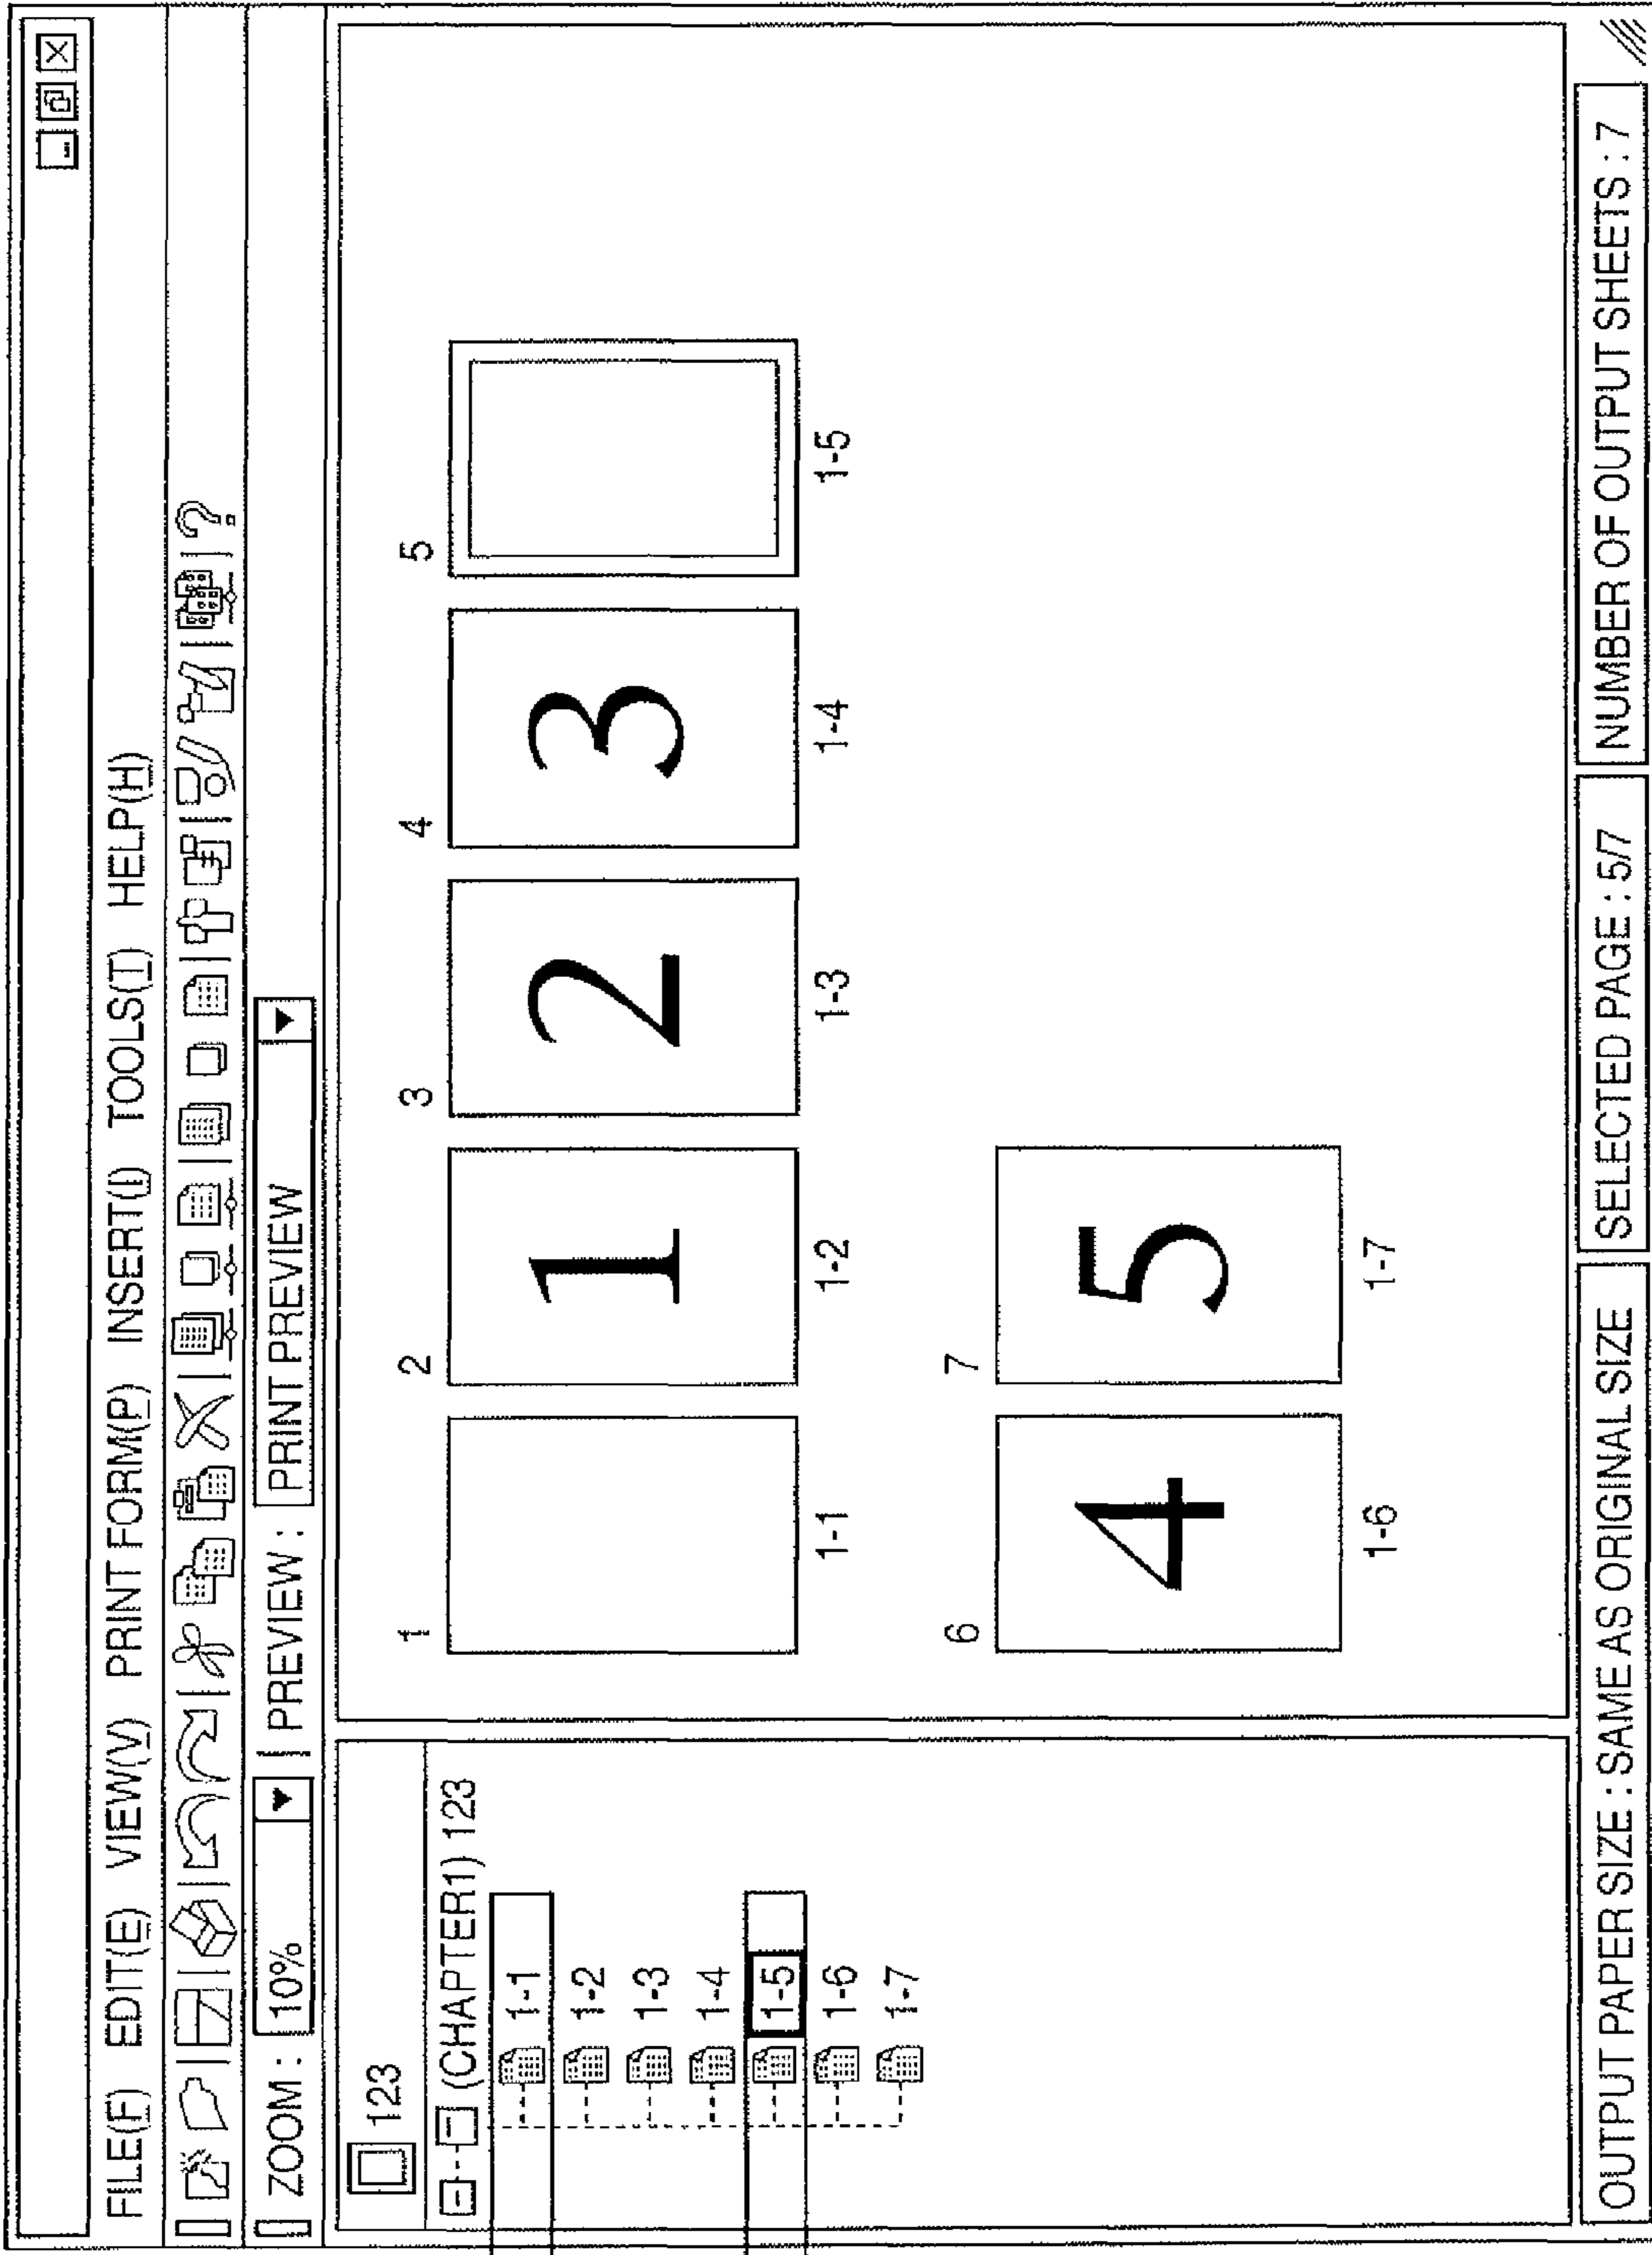 FILE(F) EDIT(E) VIEW(V) PRINT FORM(P) INSERT(I) TOOLS(T) HELP(H)
?
ZOOM : 10% PREVIEW : PRINT PREVIEW
123
(CHAPTER1) 123
1-1
1-2
1-3
1-4
1-5
1-6
1-7
1 2 3 4 5
1 2 3
1-1 1-2 1-3 1-4 1-5
6 7
4 5
1-6 1-7
OUTPUT PAPER SIZE : SAME AS ORIGINAL SIZE SELECTED PAGE : 5/7 NUMBER OF OUTPUT SHEETS : 7